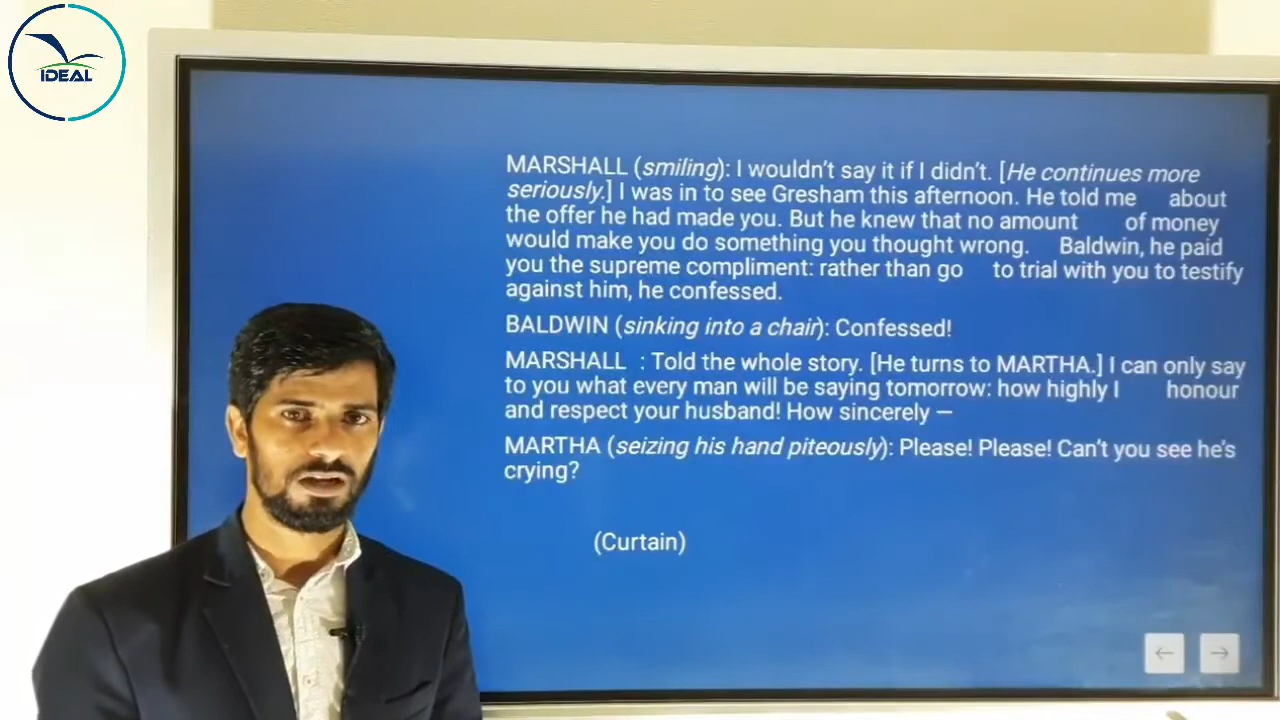 iDEAL
MARSHALL (smiling): I wouldn't say it if I didn't. [He continues more
seriously.] I was in to see Gresham this afternoon. He told me about
the offer he had made you. But he knew that no amount of money
would make you do something you thought wrong. Baldwin, he paid
you the supreme compliment: rather than go to trial with you to testify
against him, he confessed.
BALDWIN (sinking into a chair): Confessed!
MARSHALL : Told the whole story. [He turns to MARTHA.] I can only say
to you what every man will be saying tomorrow: how highly I honour
and respect your husband! How sincerely —
MARTHA (seizing his hand piteously): Please! Please! Can't you see he's
crying?
(Curtain)